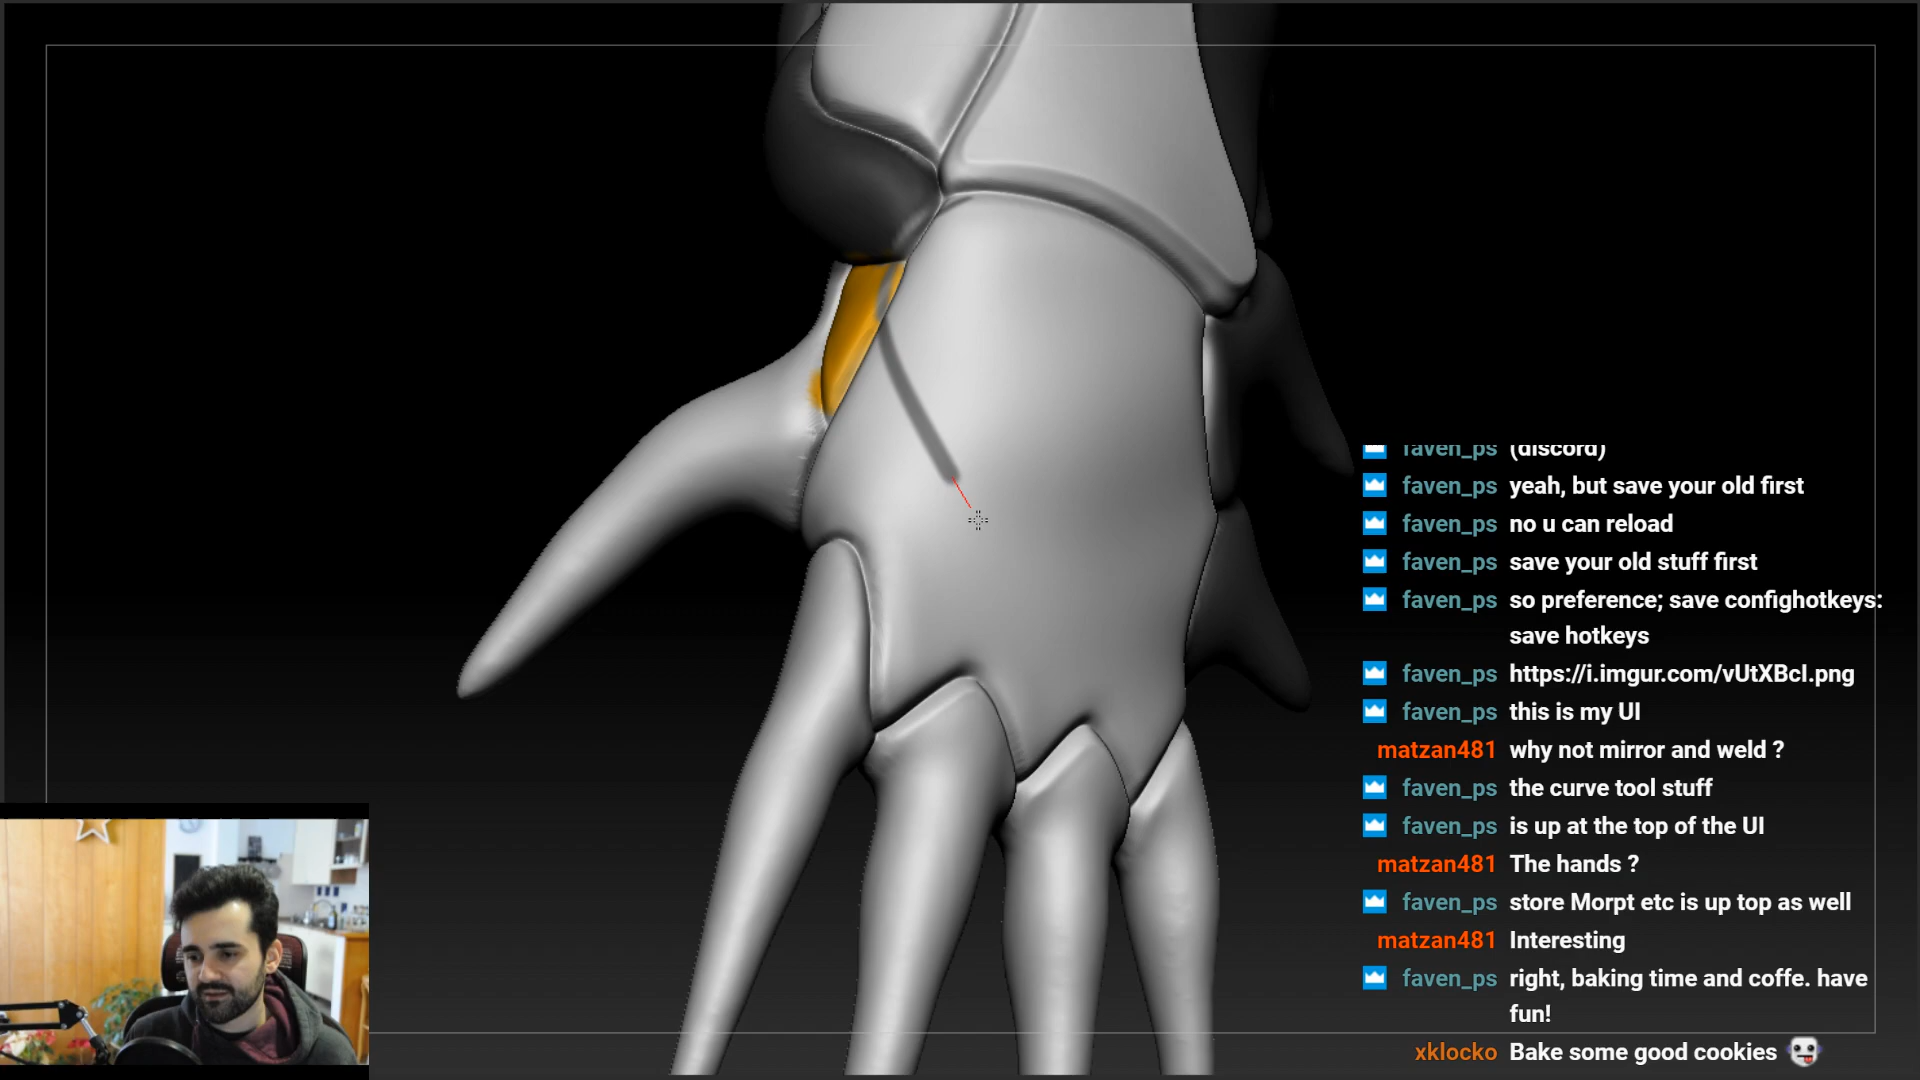 faven_ps (discord)
faven_ps yeah, but save your old first
faven_ps no u can reload
faven_ps save your old stuff first
faven_ps so preference; save confighotkeys:
save hotkeys
faven_ps https://i.imgur.com/vUtXBcI.png
faven_ps this is my UI
matzan481 why not mirror and weld ?
faven_ps the curve tool stuff
faven_ps is up at the top of the UI
matzan481 The hands ?
faven_ps store Morpt etc is up top as well
matzan481 Interesting
faven_ps right, baking time and coffe. have
fun!
xklocko Bake some good cookies